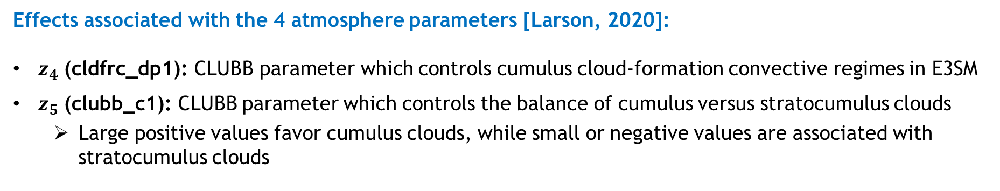 Effects associated with the 4 atmosphere parameters [Larson, 2020]:
• z₄ (cldfrc_dp1): CLUBB parameter which controls cumulus cloud-formation convective regimes in E3SM
• z₅ (clubb_c1): CLUBB parameter which controls the balance of cumulus versus stratocumulus clouds
➢ Large positive values favor cumulus clouds, while small or negative values are associated with
stratocumulus clouds